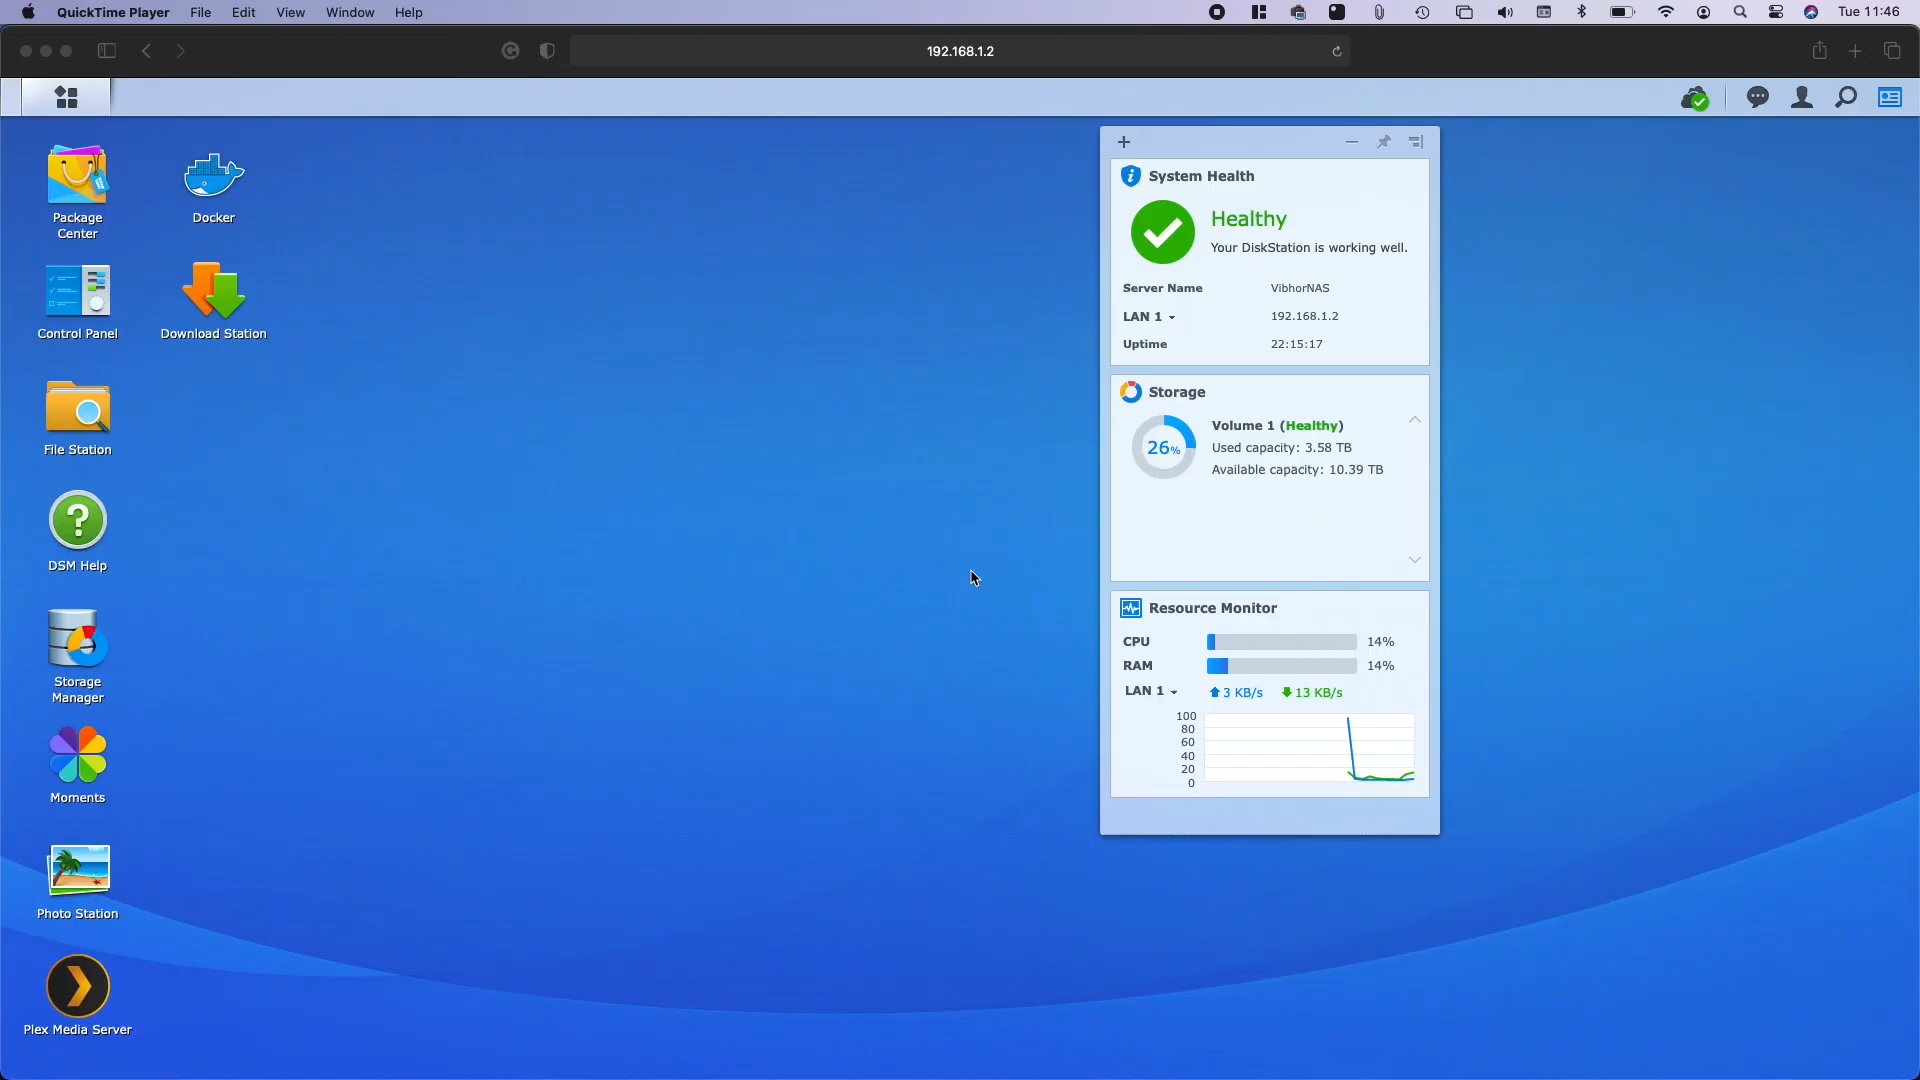 QuickTime Player File Edit View Window Help Tue 11:46
192.168.1.2
Package
Center
Docker
Control Panel
Download Station
File Station
DSM Help
Storage
Manager
Moments
Photo Station
Plex Media Server
System Health
Healthy
Your DiskStation is working well.
Server Name VibhorNAS
LAN 1 192.168.1.2
Uptime 22:15:17
Storage
26%
Volume 1 (Healthy)
Used capacity: 3.58 TB
Available capacity: 10.39 TB
Resource Monitor
CPU 14%
RAM 14%
LAN 1 3 KB/s 13 KB/s
100
80
60
40
20
0